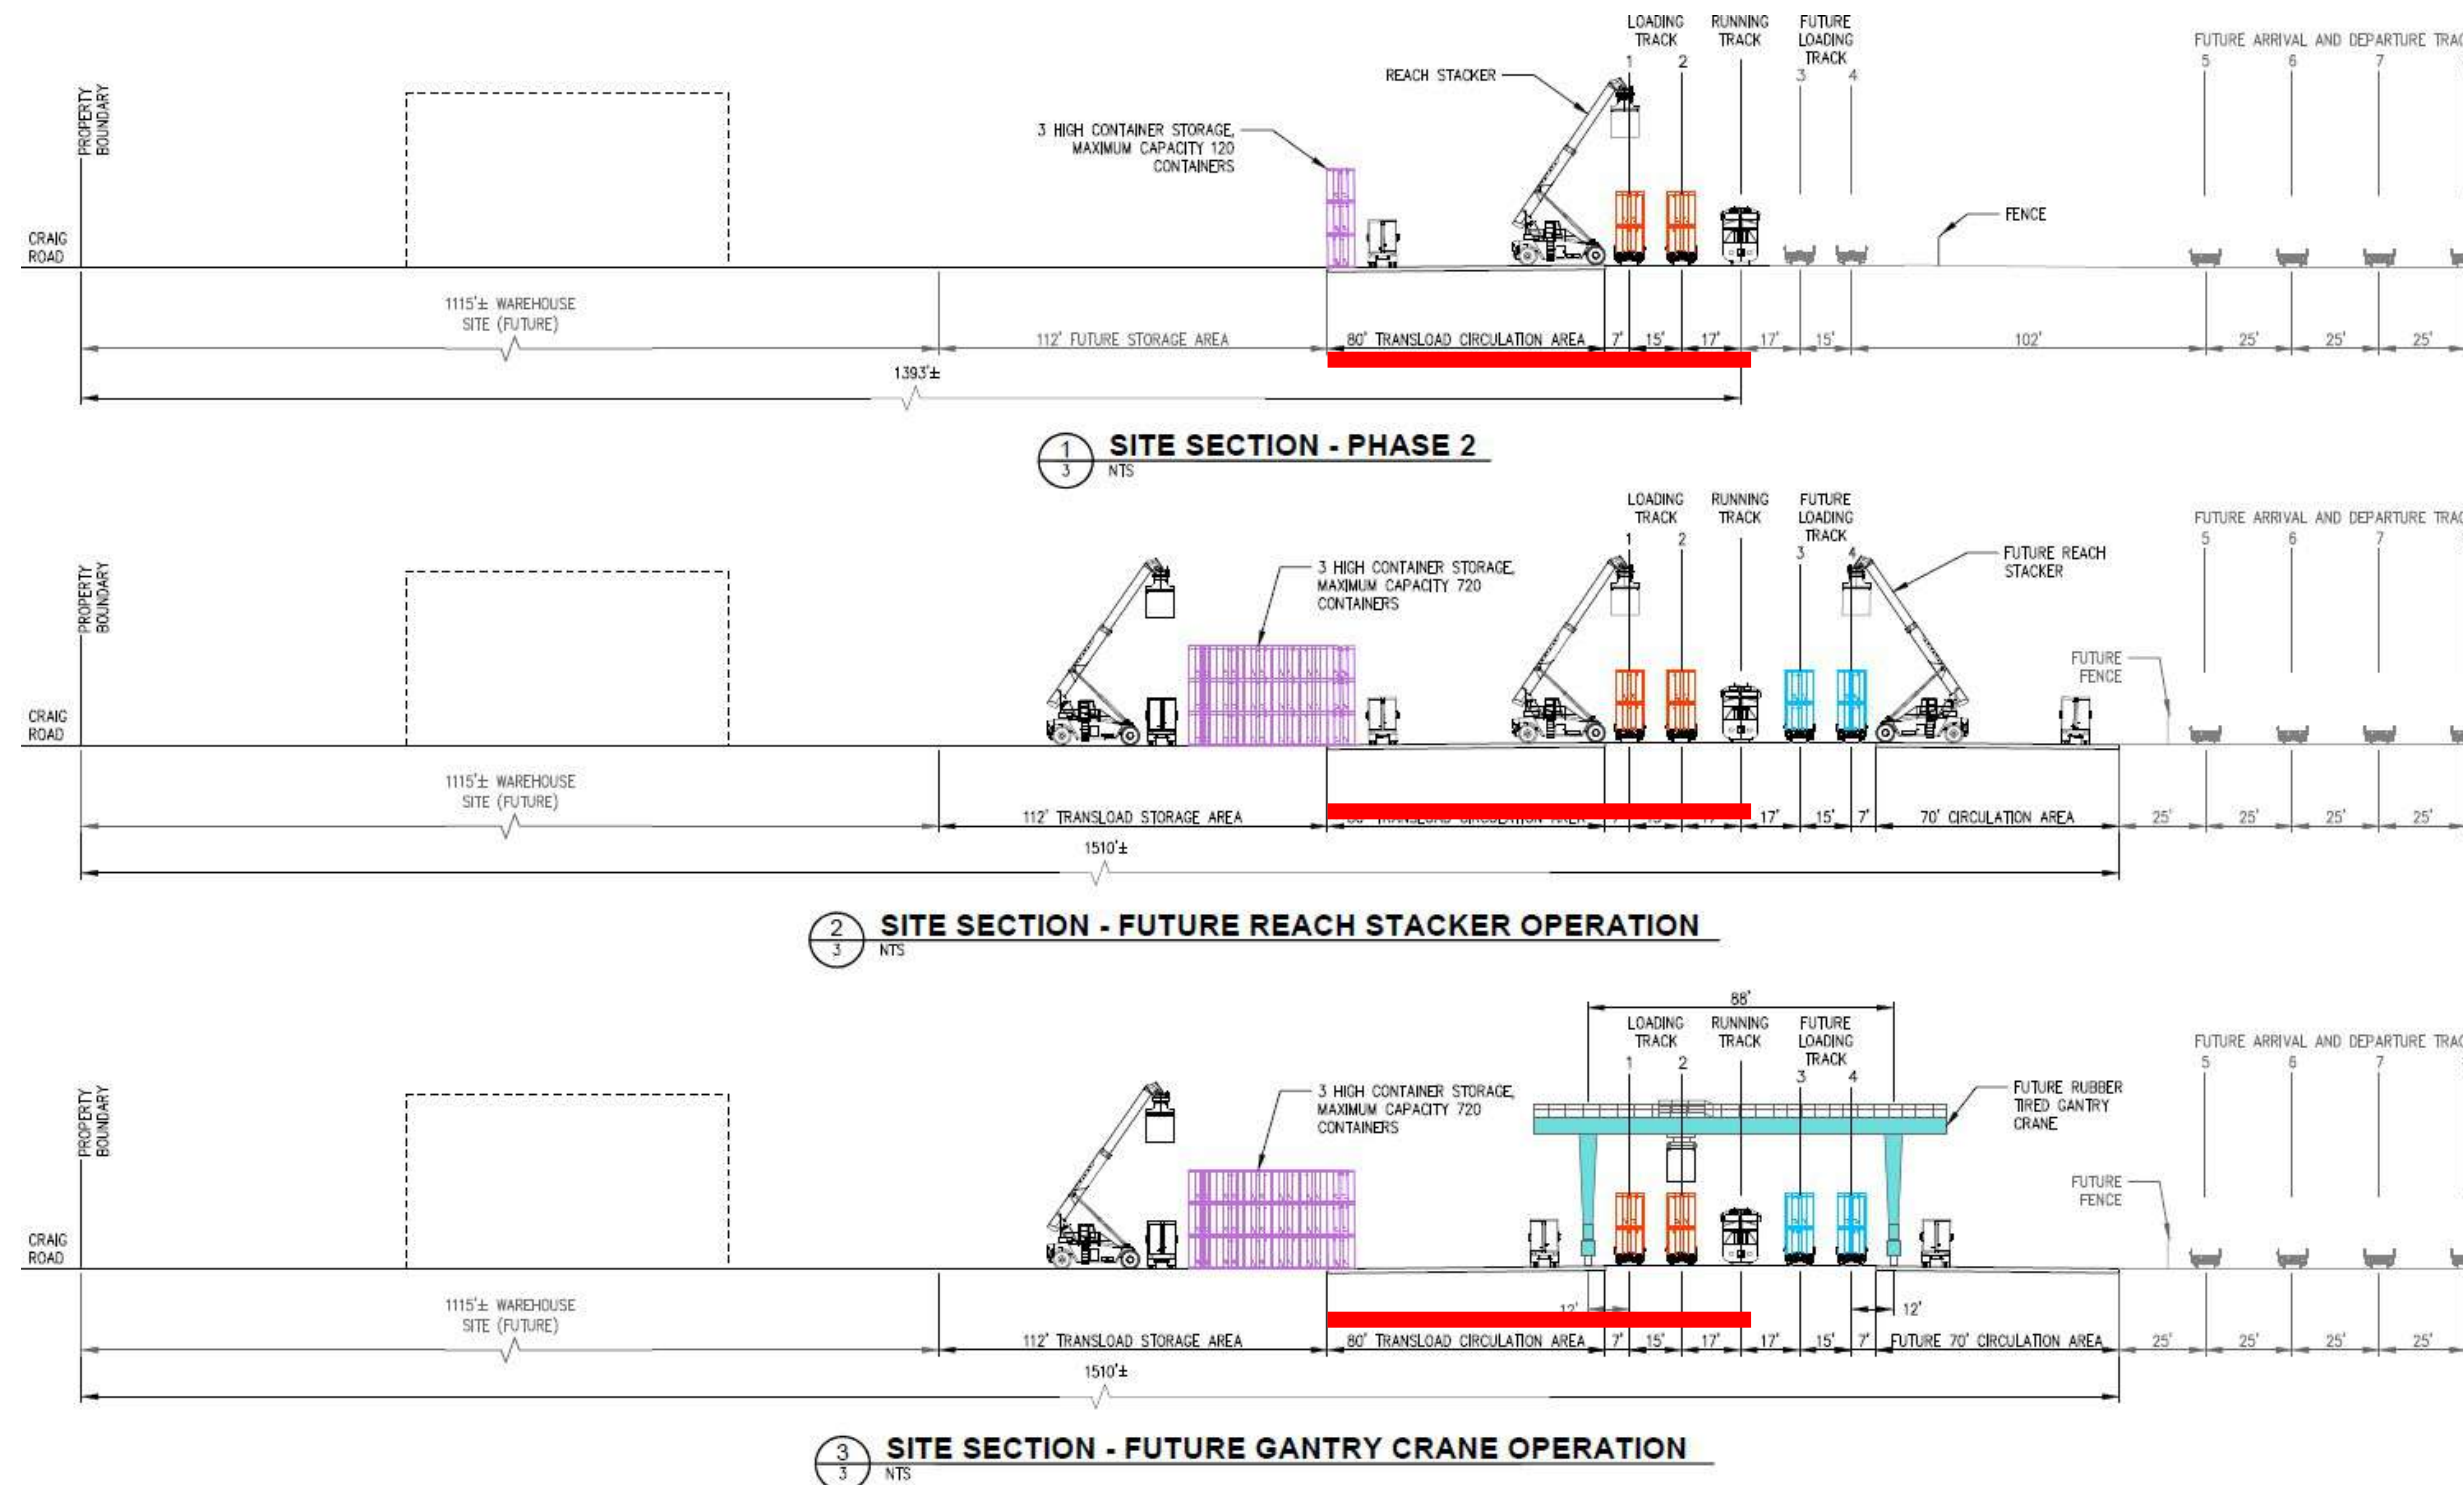 LOADING TRACK
RUNNING TRACK
FUTURE LOADING TRACK
FUTURE ARRIVAL AND DEPARTURE
1
2
3
4
5
6
7
PROPERTY BOUNDARY
REACH STACKER
3 HIGH CONTAINER STORAGE,
MAXIMUM CAPACITY 120
CONTAINERS
FENCE
CRAIG
ROAD
1115'± WAREHOUSE
SITE (FUTURE)
112' FUTURE STORAGE AREA
80' TRANSLOAD CIRCULATION AREA
7'
15'
17'
17'
15'
102'
25'
25'
25'
1393'±
1
3
SITE SECTION - PHASE 2
NTS
LOADING TRACK
RUNNING TRACK
FUTURE LOADING TRACK
FUTURE ARRIVAL AND DEPARTURE
1
2
3
4
5
6
7
PROPERTY BOUNDARY
3 HIGH CONTAINER STORAGE,
MAXIMUM CAPACITY 720
CONTAINERS
FUTURE REACH
STACKER
FUTURE
FENCE
CRAIG
ROAD
1115'± WAREHOUSE
SITE (FUTURE)
112' TRANSLOAD STORAGE AREA
17'
15'
7'
70' CIRCULATION AREA
25'
25'
25'
25'
1510'±
2
3
SITE SECTION - FUTURE REACH STACKER OPERATION
NTS
88'
LOADING TRACK
RUNNING TRACK
FUTURE LOADING TRACK
FUTURE ARRIVAL AND DEPARTURE
1
2
3
4
5
6
7
PROPERTY BOUNDARY
3 HIGH CONTAINER STORAGE,
MAXIMUM CAPACITY 720
CONTAINERS
FUTURE RUBBER
TIRED GANTRY
CRANE
FUTURE
FENCE
CRAIG
ROAD
12'
12'
1115'± WAREHOUSE
SITE (FUTURE)
112' TRANSLOAD STORAGE AREA
80' TRANSLOAD CIRCULATION AREA
7'
15'
17'
17'
15'
7'
FUTURE 70' CIRCULATION AREA
25'
25'
25'
25'
1510'±
3
3
SITE SECTION - FUTURE GANTRY CRANE OPERATION
NTS